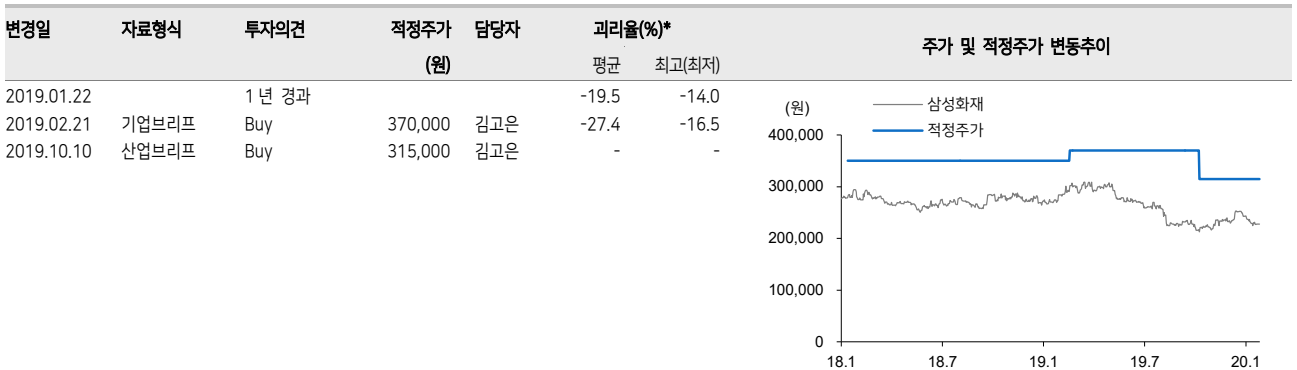 변경일 자료형식 투자의견 적정주가 담당자 괴리율(%)* 주가 및 적정주가 변동추이
(원) 평균 최고(최저)
2019.01.22 1년 경과 -19.5 -14.0
2019.02.21 기업브리프 Buy 370,000 김고은 -27.4 -16.5
2019.10.10 산업브리프 Buy 315,000 김고은 - -
(원) 삼성화재
적정주가
400,000
300,000
200,000
100,000
0
18.1 18.7 19.1 19.7 20.1